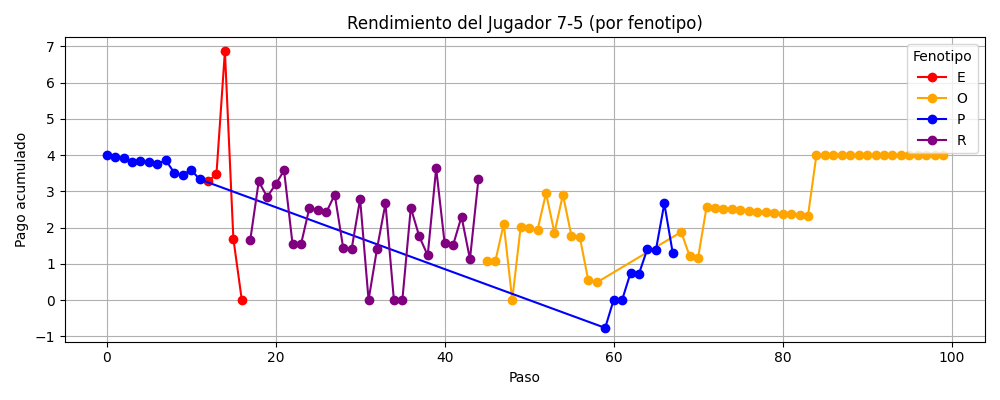 Rendimiento del Jugador 7-5 (por fenotipo)
Pago acumulado
7
6
5
4
3
2
1
0
−1
0 20 40 60 80 100
Paso
Fenotipo
E
O
P
R